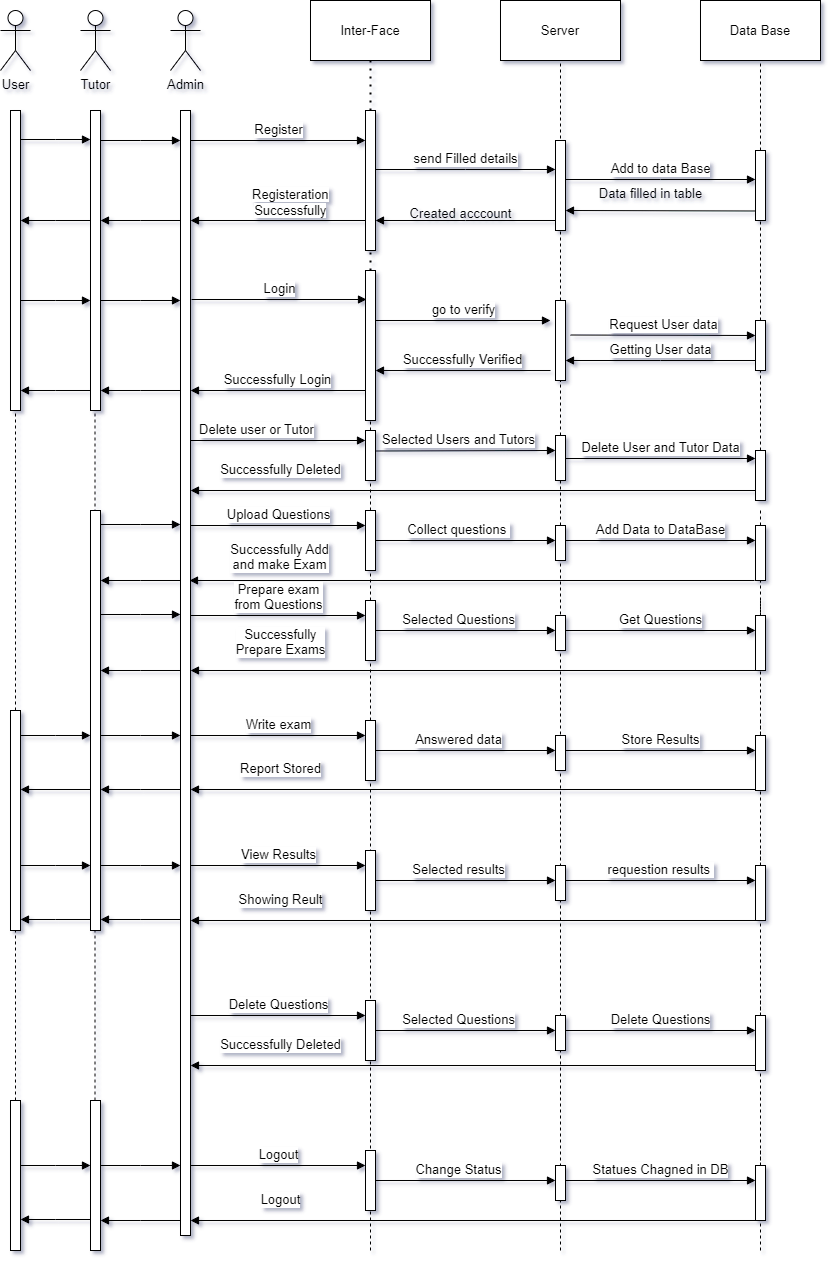 User
Tutor
Admin
Inter-Face
Server
Data Base
Register
send Filled details
Add to data Base
Data filled in table
Registeration
Successfully
Created acccount
Login
go to verify
Request User data
Getting User data
Successfully Verified
Successfully Login
Delete user or Tutor
Selected Users and Tutors
Delete User and Tutor Data
Successfully Deleted
Upload Questions
Collect questions
Add Data to DataBase
Successfully Add
and make Exam
Prepare exam
from Questions
Selected Questions
Get Questions
Successfully
Prepare Exams
Write exam
Answered data
Store Results
Report Stored
View Results
Selected results
requestion results
Showing Reult
Delete Questions
Selected Questions
Delete Questions
Successfully Deleted
Logout
Change Status
Statues Chagned in DB
Logout